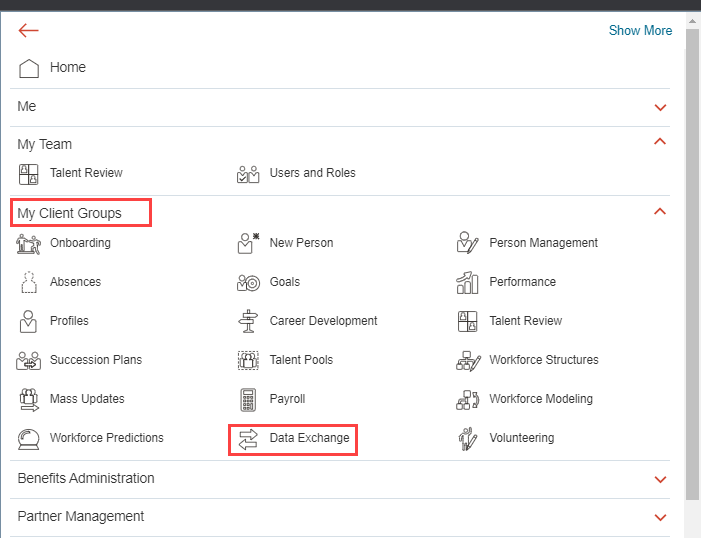 Show More
Home
Me
My Team
Talent Review
Users and Roles
My Client Groups
Onboarding
New Person
Person Management
Absences
Goals
Performance
Profiles
Career Development
Talent Review
Succession Plans
Talent Pools
Workforce Structures
Mass Updates
Payroll
Workforce Modeling
Workforce Predictions
Data Exchange
Volunteering
Benefits Administration
Partner Management